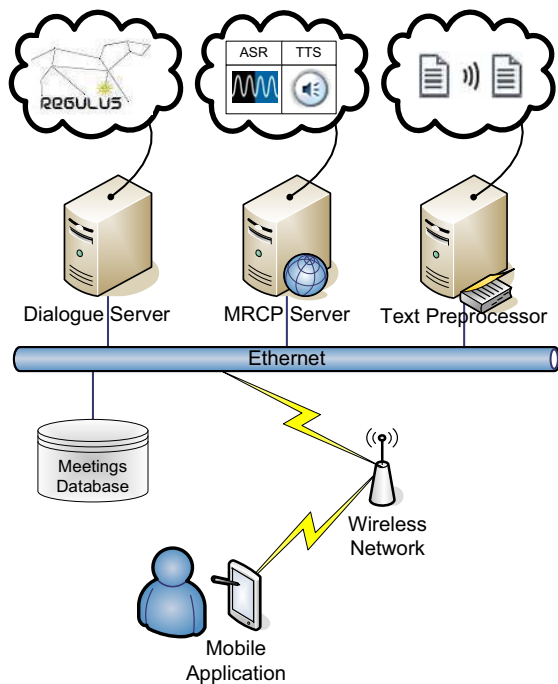 REGULUS
ASR TTS
Dialogue Server
MRCP Server
Text Preprocessor
Ethernet
Meetings
Database
Wireless
Network
Mobile
Application